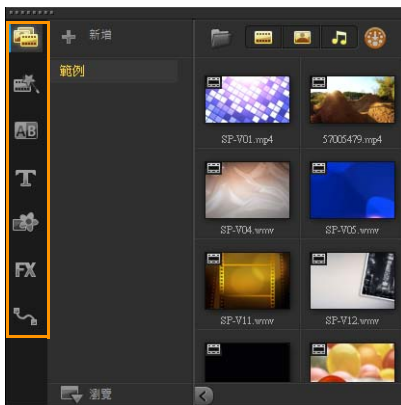 新增
範例
AB
T
FX
SP-V01.mp4
57005479.mp4
SP-V04.wmv
SP-V05.wmv
SP-V11.wmv
SP-V12.wmv
瀏覽